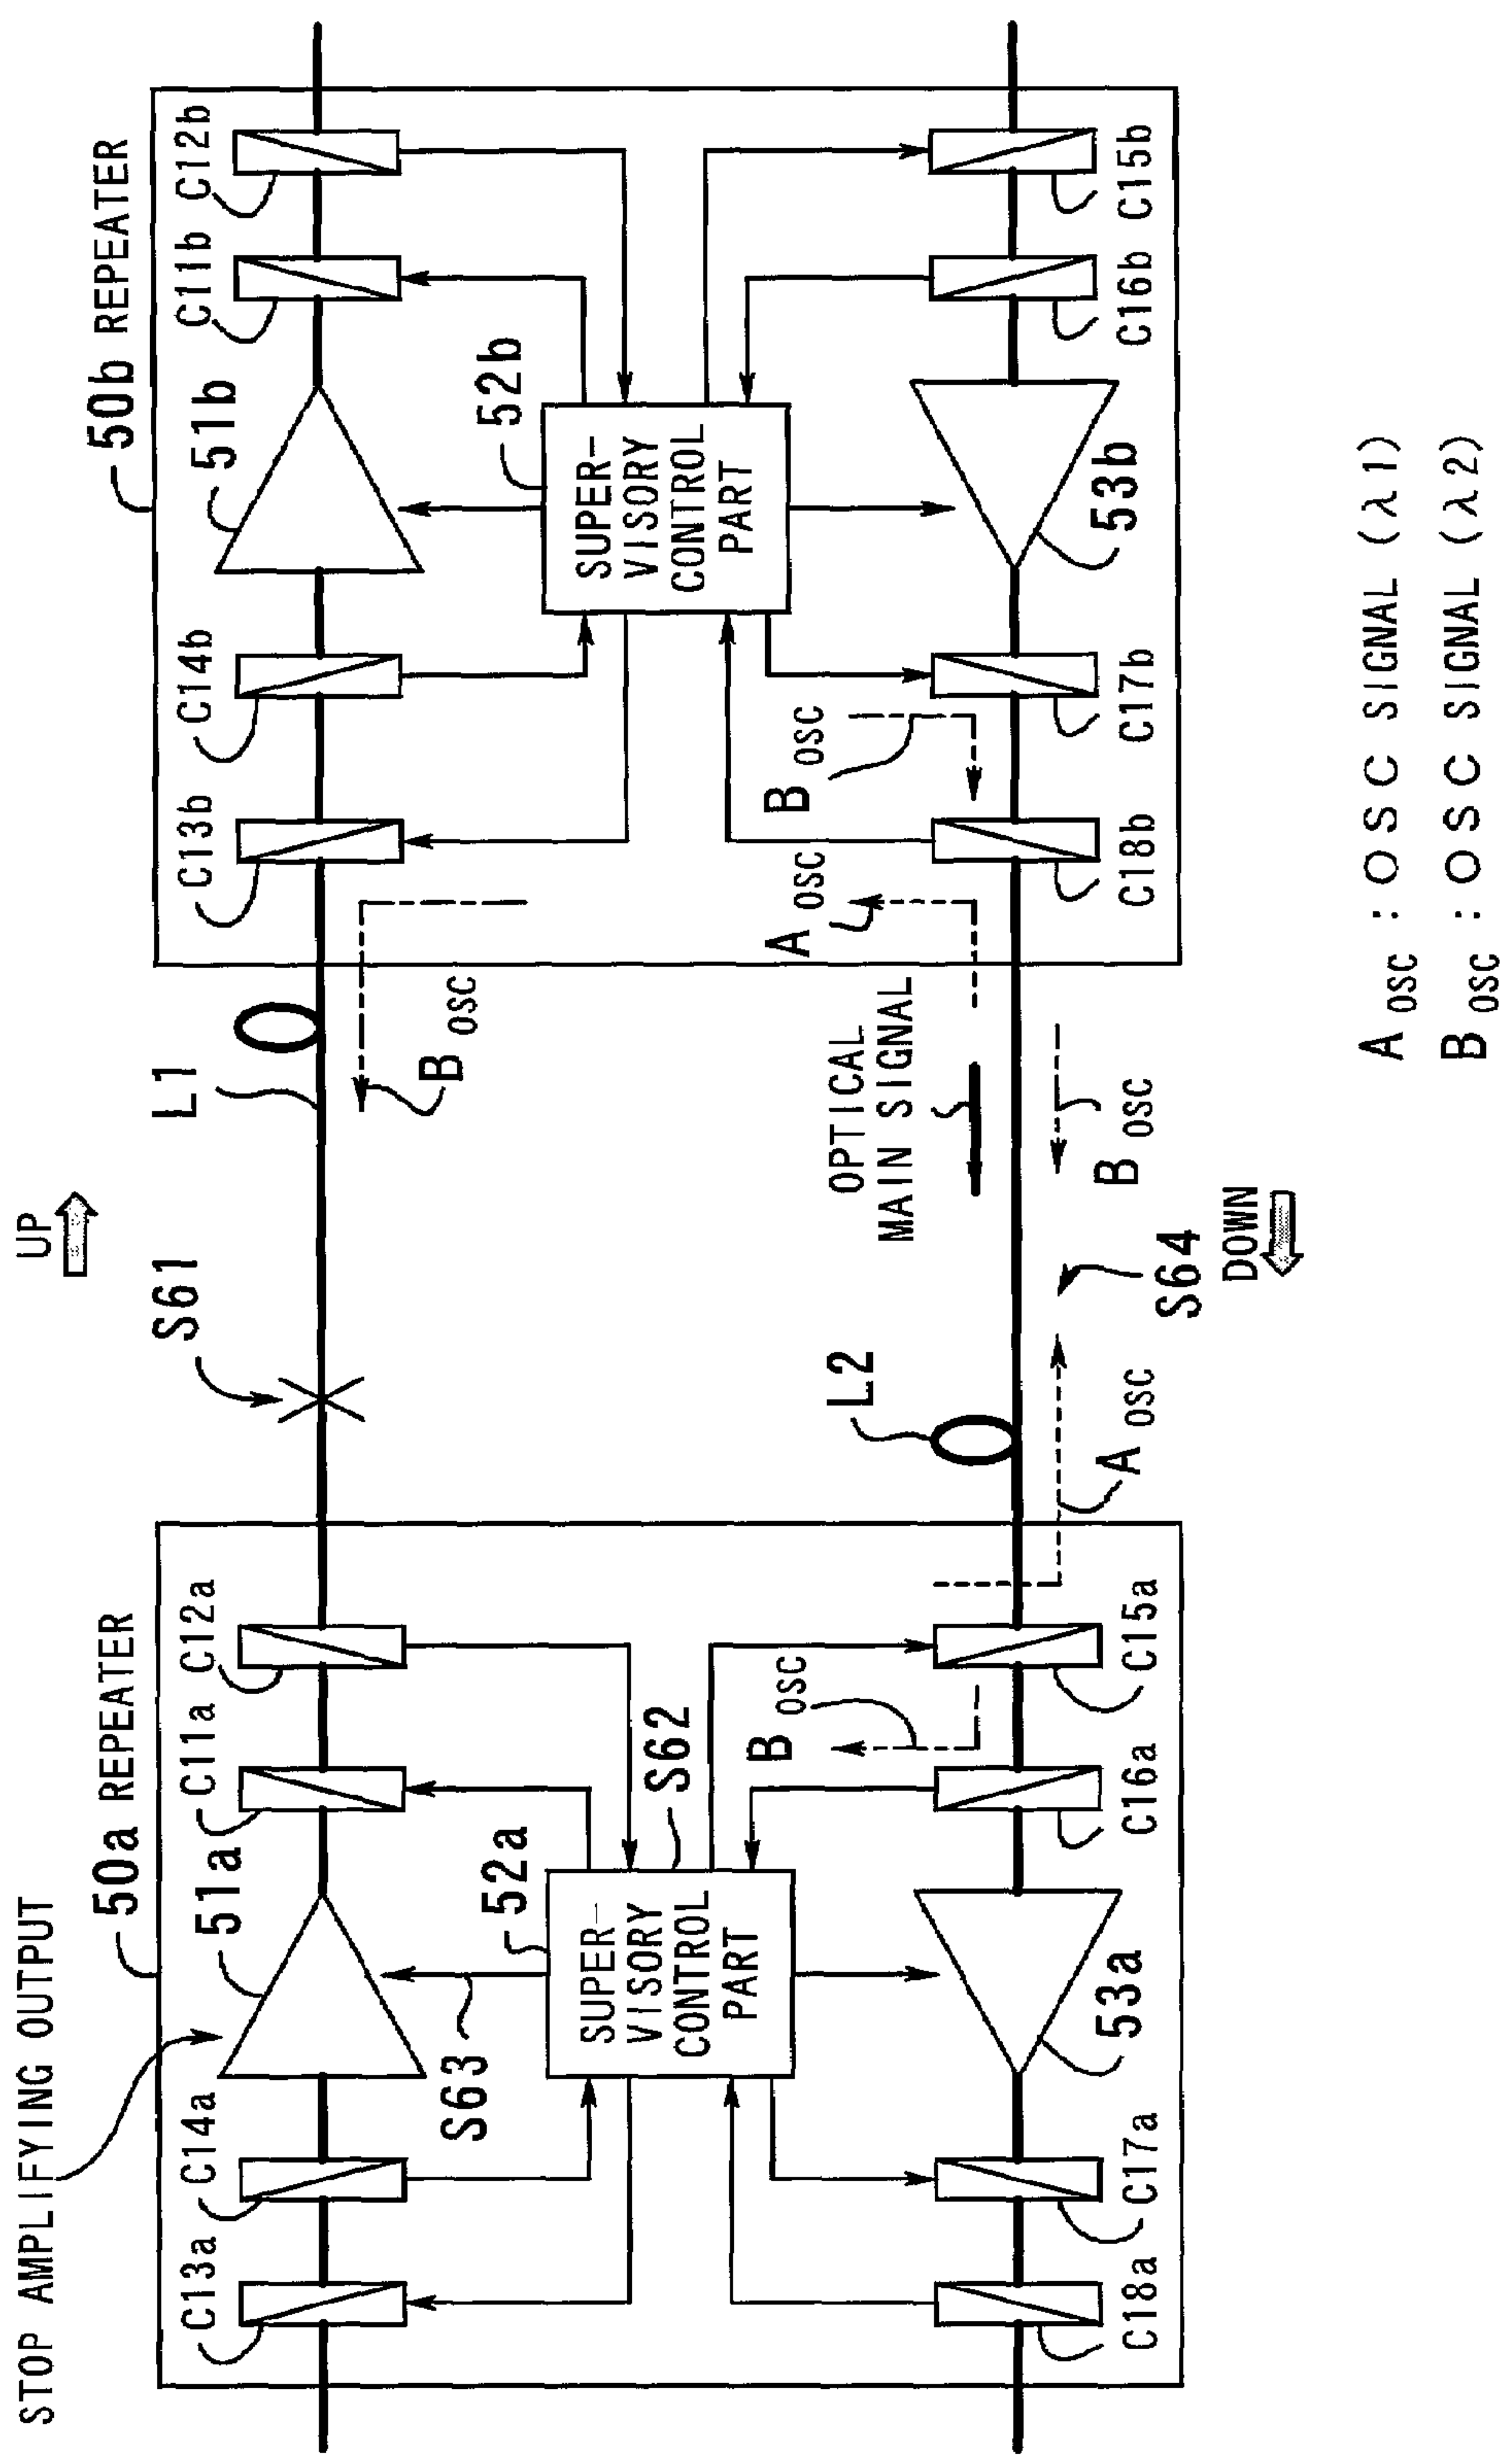 STOP AMPLIFYING OUTPUT
UP
DOWN
50a REPEATER
C13a
C14a
51a
C11a
C12a
S63
52a
S62
SUPER-
VISORY
CONTROL
PART
B OSC
C18a
C17a
53a
C16a
C15a
S61
L1
B OSC
L2
A OSC
S64
OPTICAL
MAIN SIGNAL
B OSC
50b REPEATER
C13b
C14b
51b
C11b
C12b
52b
SUPER-
VISORY
CONTROL
PART
A OSC
B OSC
C18b
C17b
53b
C16b
C15b
A OSC : OSC SIGNAL (λ1)
B OSC : OSC SIGNAL (λ2)